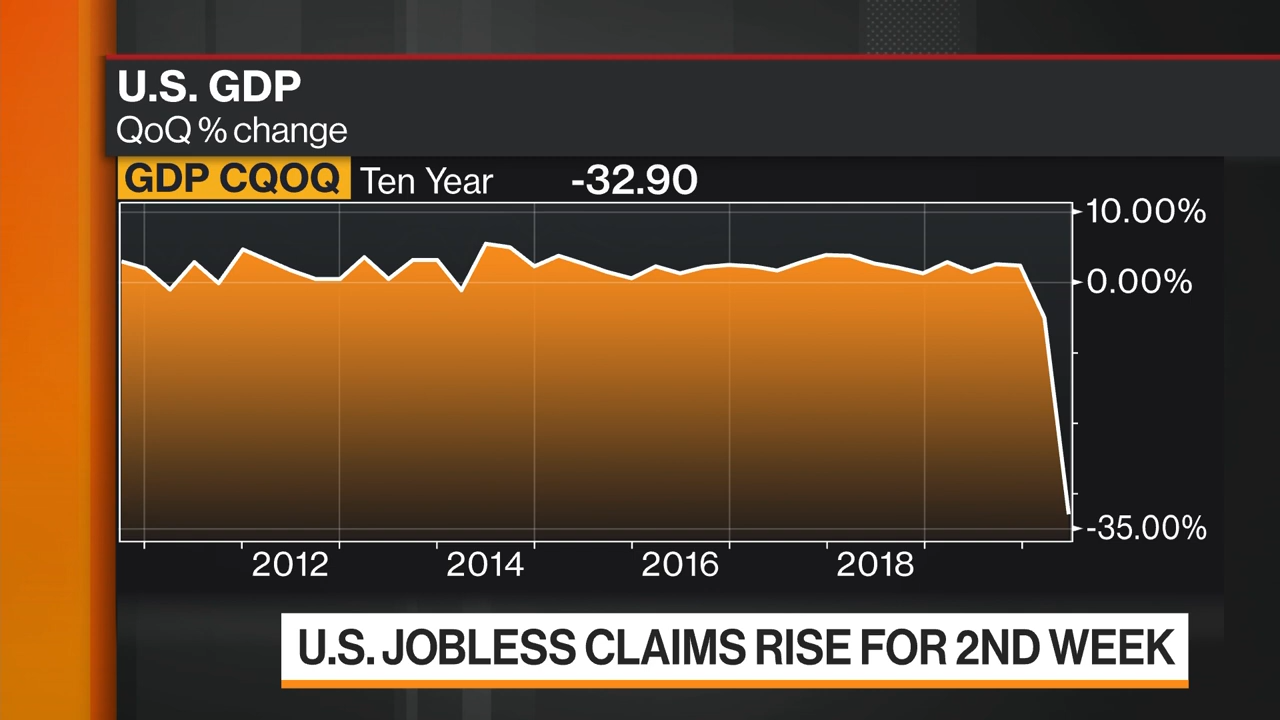 U.S. GDP
QoQ % change
GDP CQOQ Ten Year -32.90
10.00%
0.00%
-35.00%
2012 2014 2016 2018
U.S. JOBLESS CLAIMS RISE FOR 2ND WEEK